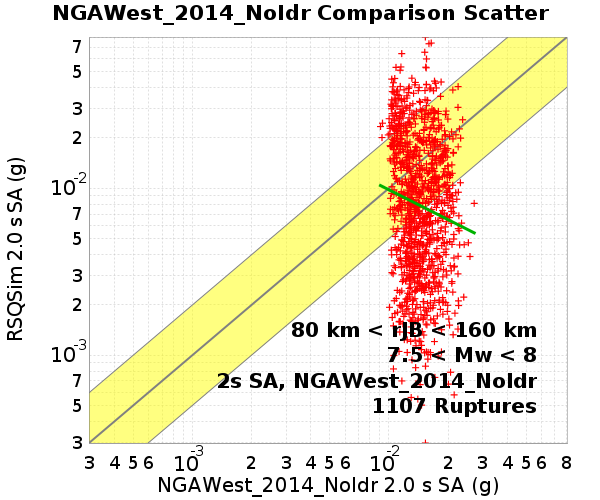 NGAWest_2014_NoIdr Comparison Scatter
RSQSim 2.0 s SA (g)
7
5
3
2
10^-2
7
5
3
2
10^-3
7
5
3
80 km < rJB < 160 km
7.5 < Mw < 8
2s SA, NGAWest_2014_NoIdr
1107 Ruptures
3 4 5 6 10^-3 2 3 4 5 6 10^-2 2 3 4 5 6 8
NGAWest_2014_NoIdr 2.0 s SA (g)